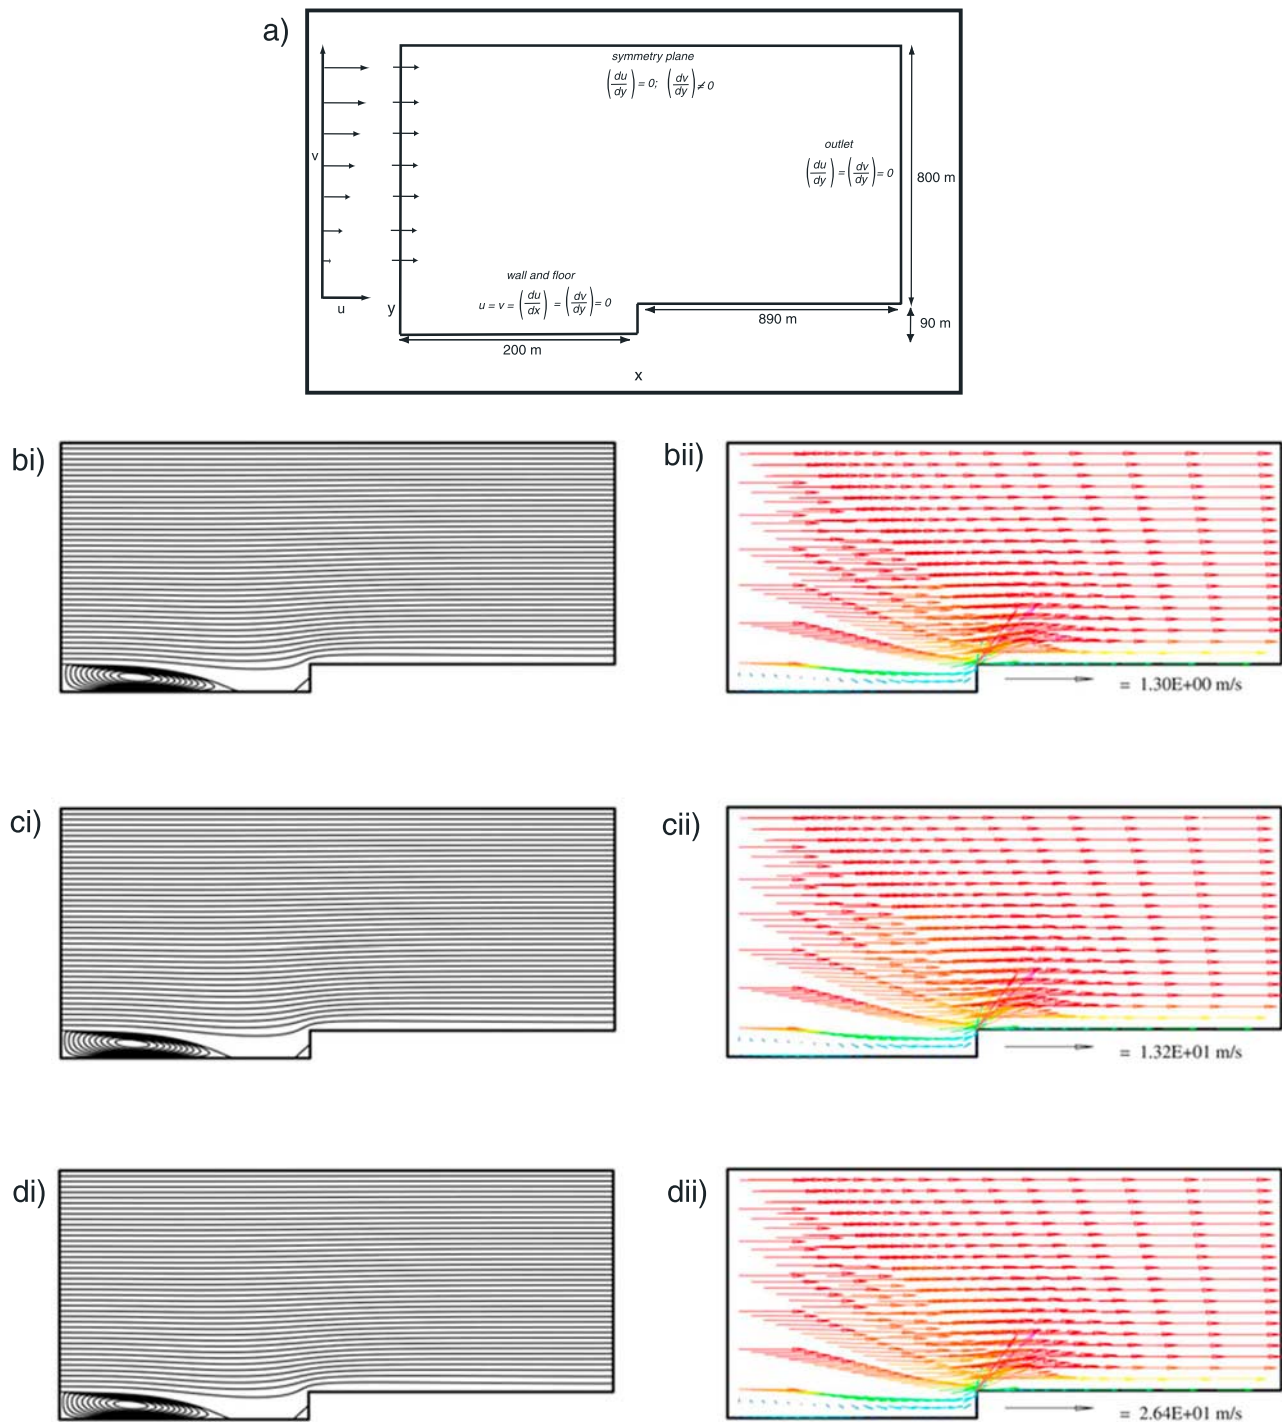 a)
symmetry plane
(du/dy) = 0; (dv/dy) ≠ 0
v
outlet
(du/dy) = (dv/dy) = 0
800 m
wall and floor
u = v = (du/dx) = (dv/dy) = 0
u
y
890 m
90 m
200 m
x
bi)
bii)
= 1.30E+00 m/s
ci)
cii)
= 1.32E+01 m/s
di)
dii)
= 2.64E+01 m/s